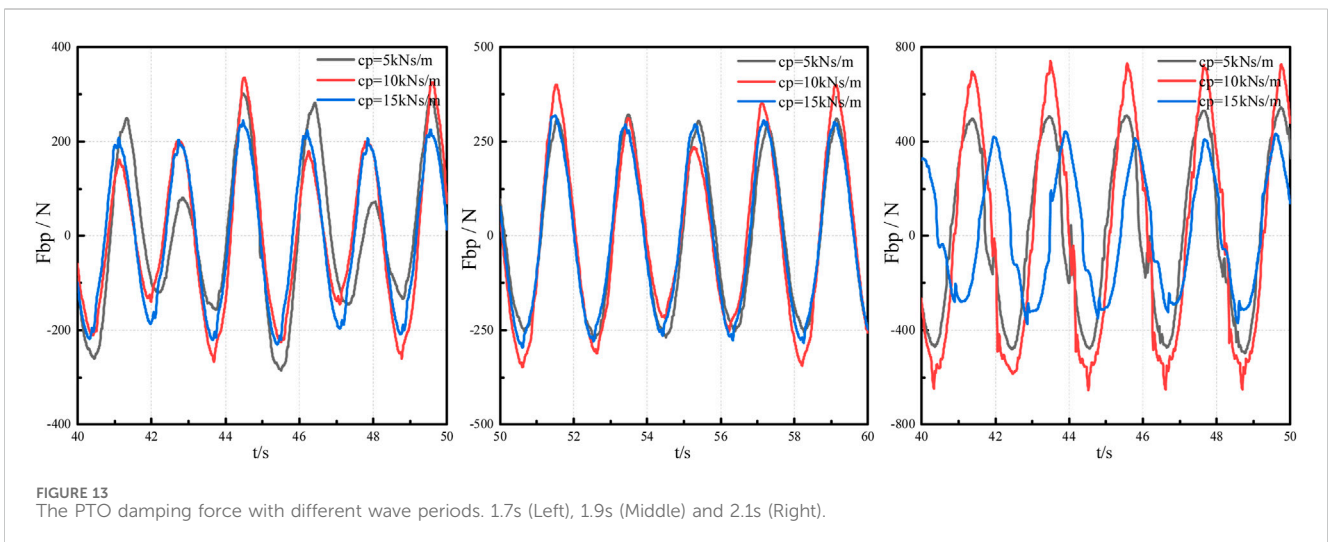 400
200
0
-200
-400
Fbp / N
40
42
44
46
48
50
t/s
cp=5kNs/m
cp=10kNs/m
cp=15kNs/m
500
250
0
-250
-500
Fbp / N
50
52
54
56
58
60
t/s
cp=5kNs/m
cp=10kNs/m
cp=15kNs/m
800
400
0
-400
-800
Fbp / N
40
42
44
46
48
50
t/s
cp=5kNs/m
cp=10kNs/m
cp=15kNs/m
FIGURE 13
The PTO damping force with different wave periods. 1.7s (Left), 1.9s (Middle) and 2.1s (Right).